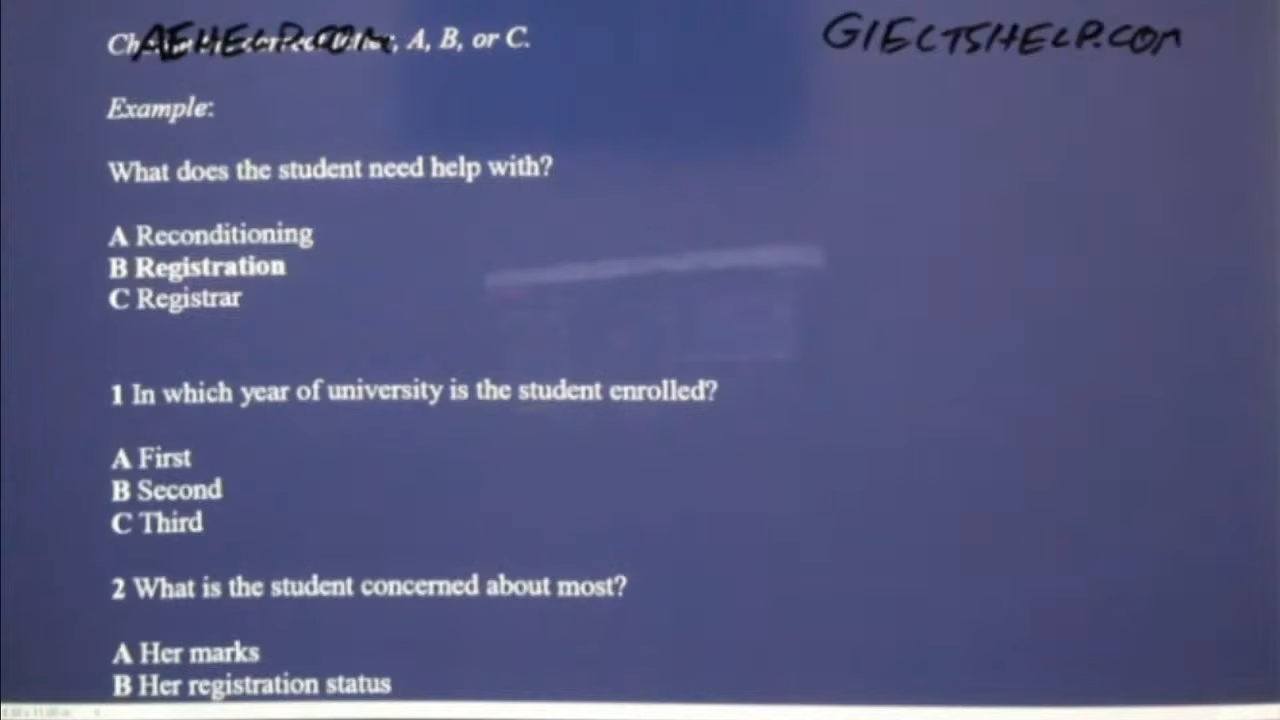 AEHELP.COM
GIELTSHELP.COM
A, B, or C.
Example:
What does the student need help with?
A Reconditioning
B Registration
C Registrar
1 In which year of university is the student enrolled?
A First
B Second
C Third
2 What is the student concerned about most?
A Her marks
B Her registration status